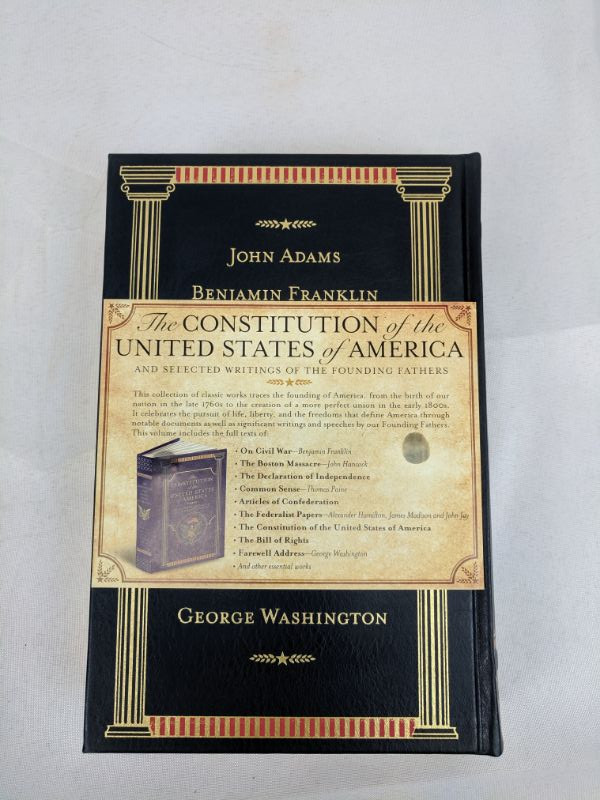 JOHN ADAMS
BENJAMIN FRANKLIN
The CONSTITUTION of the
UNITED STATES of AMERICA
AND SELECTED WRITINGS OF THE FOUNDING FATHERS
This collection of classic works traces the founding of America, from the birth of our
nation in the late 1760s to the creation of a more perfect union in the early 1800s.
It celebrates the pursuit of life, liberty, and the freedoms that define America through
notable documents as well as significant writings and speeches by our Founding Fathers.
This volume includes the full texts of:
• On Civil War—Benjamin Franklin
• The Boston Massacre—John Hancock
• The Declaration of Independence
• Common Sense—Thomas Paine
• Articles of Confederation
• The Federalist Papers—Alexander Hamilton, James Madison and John Jay
• The Constitution of the United States of America
• The Bill of Rights
• Farewell Address—George Washington
• And other essential works
CONSTITUTION
UNITED STATES
AMERICA
GEORGE WASHINGTON